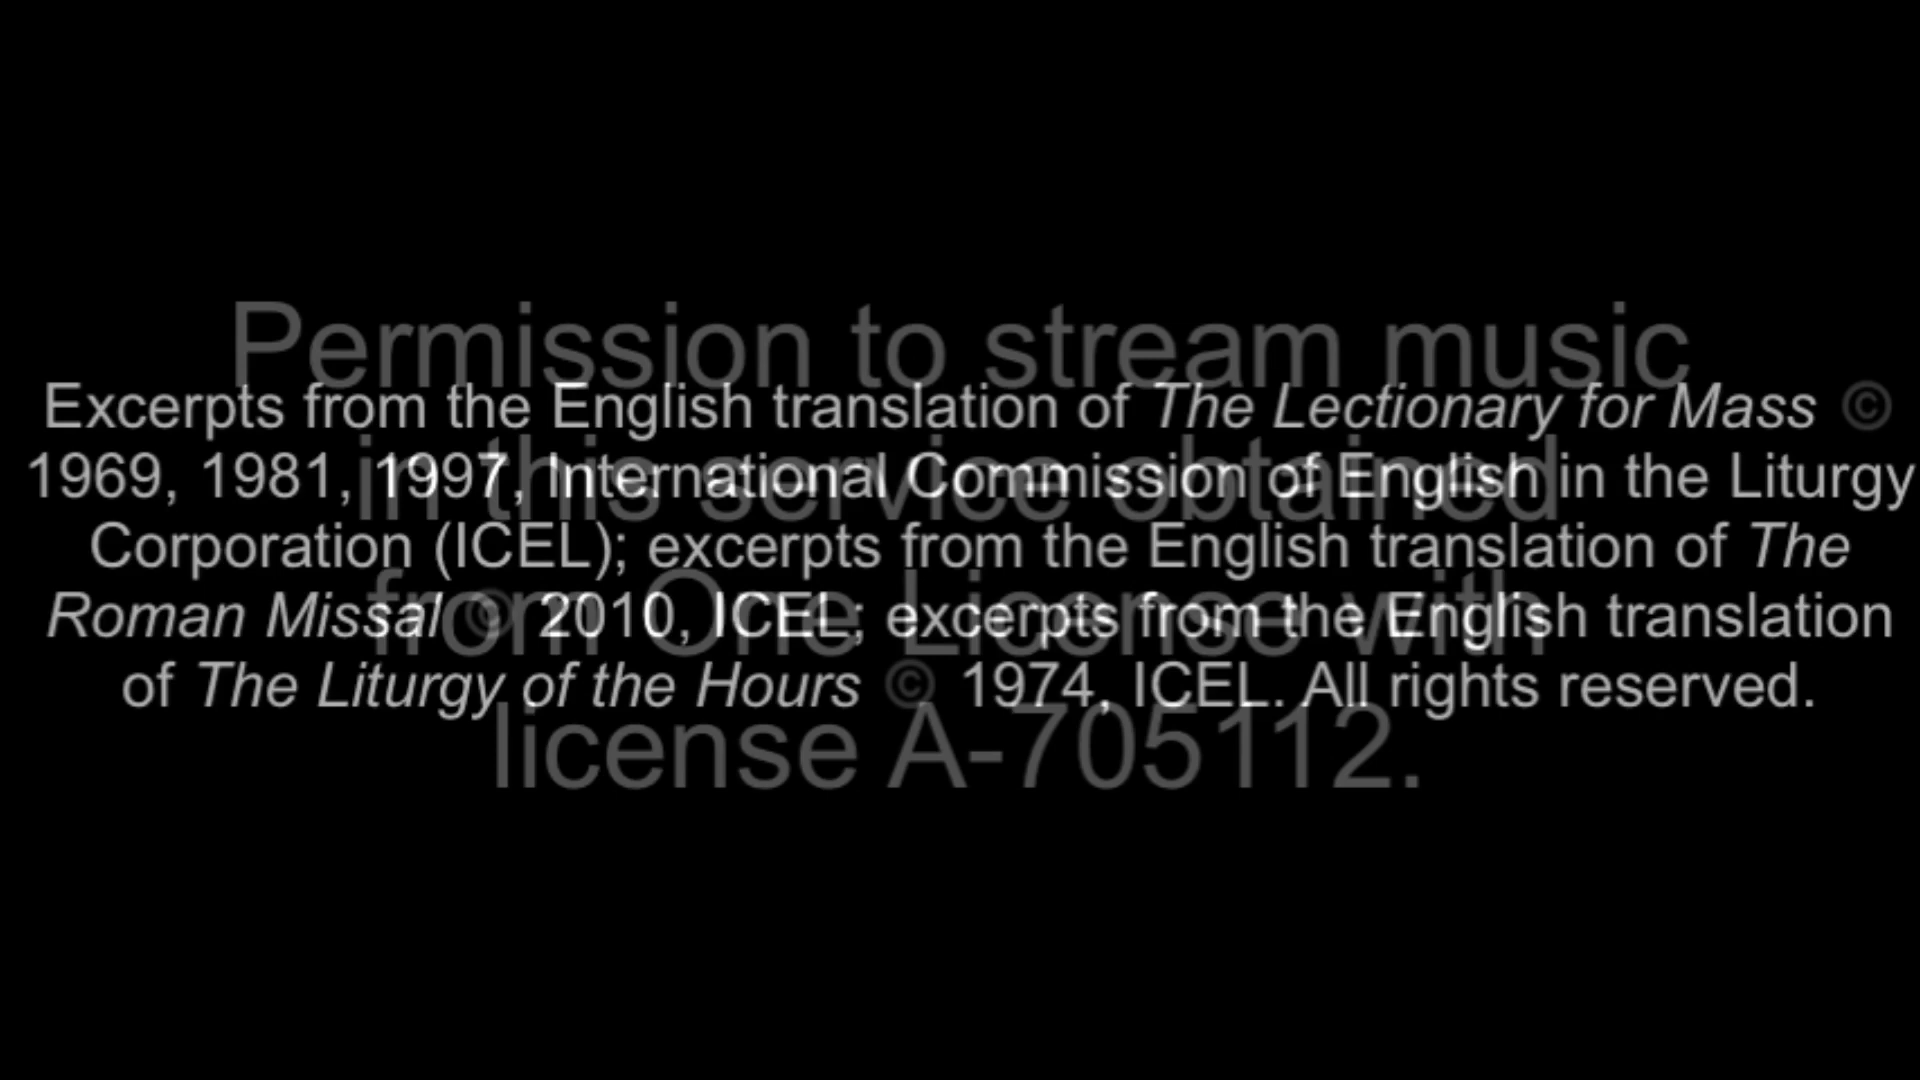 Permission to stream music
in this service obtained
from One License with
license A-705112.
Excerpts from the English translation of The Lectionary for Mass ©
1969, 1981, 1997, International Commission of English in the Liturgy
Corporation (ICEL); excerpts from the English translation of The
Roman Missal © 2010, ICEL; excerpts from the English translation
of The Liturgy of the Hours © 1974, ICEL. All rights reserved.